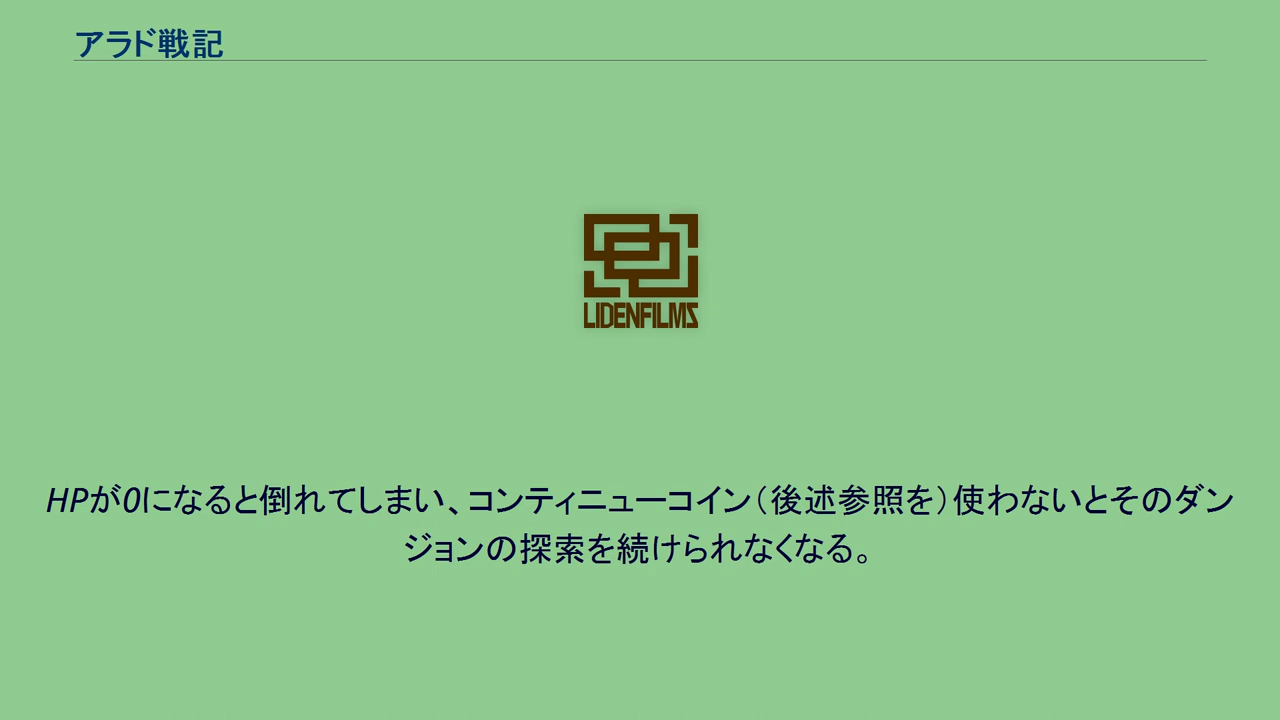 アラド戦記
LIDENFILMS
HPが0になると倒れてしまい、コンティニューコイン（後述参照を）使わないとそのダン
ジョンの探索を続けられなくなる。